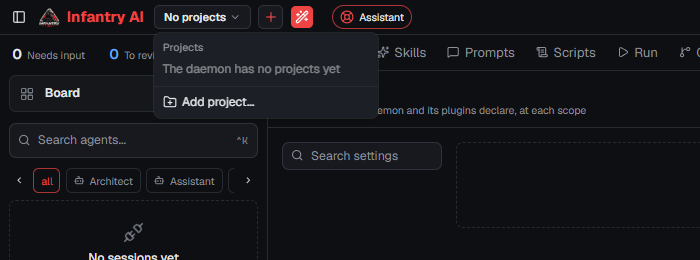 Infantry AI
No projects
Assistant
0 Needs input
0 To revi
Skills
Prompts
Scripts
Run
Projects
The daemon has no projects yet
Add project...
Board
emon and its plugins declare, at each scope
Search agents...
^K
Search settings
all
Architect
Assistant
No sessions yet